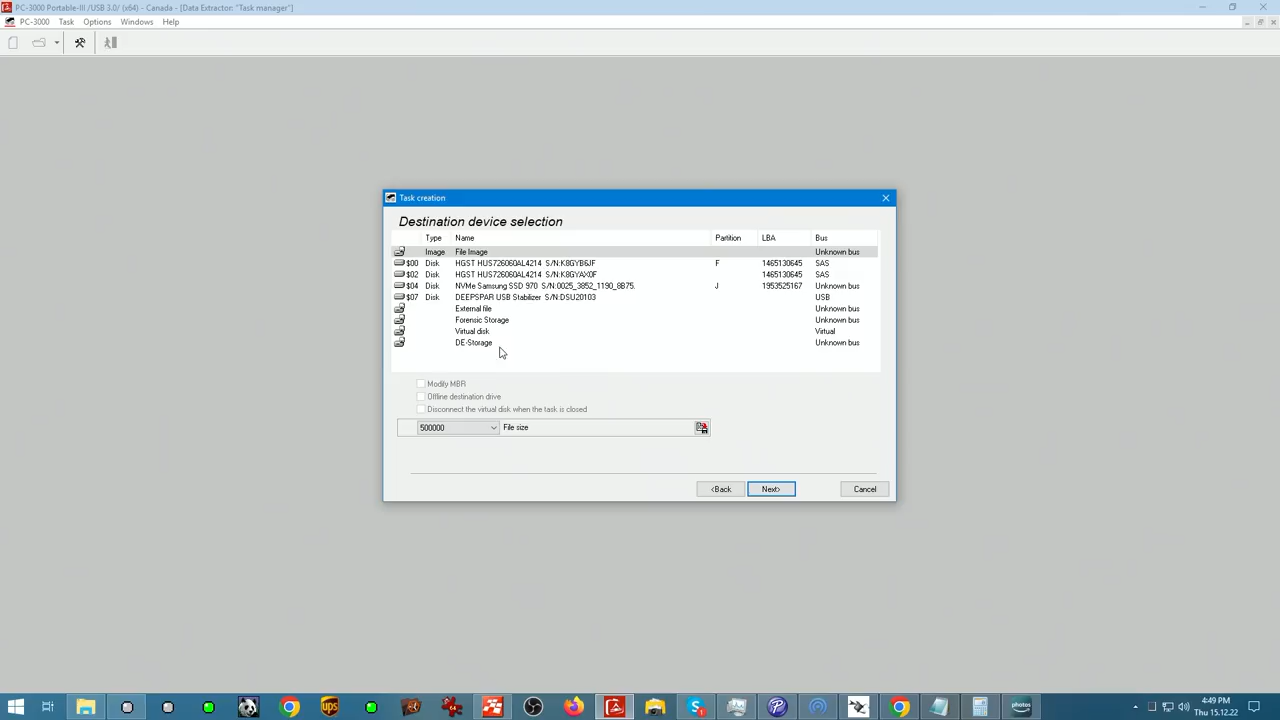 PC-3000 Portable-III /USB 3.0/ (x64) - Canada - [Data Extractor: "Task manager"]
PC-3000 Task Options Windows Help
Task creation
Destination device selection
Type Name Partition LBA Bus
Image File Image Unknown bus
$00 Disk HGST HUS726060AL4214 S/N:K8GYB6JF F 1465130645 SAS
$02 Disk HGST HUS726060AL4214 S/N:K8GYAX0F 1465130645 SAS
$04 Disk NVMe Samsung SSD 970 S/N:0025_3852_1190_8B75. J 1953525167 Unknown bus
$07 Disk DEEPSPAR USB Stabilizer S/N:DSU20103 USB
External file Unknown bus
Forensic Storage Unknown bus
Virtual disk Virtual
DE-Storage Unknown bus
Modify MBR
Offline destination drive
Disconnect the virtual disk when the task is closed
500000 File size
<Back Next> Cancel
ups
photos
4:49 PM
Thu 15.12.22